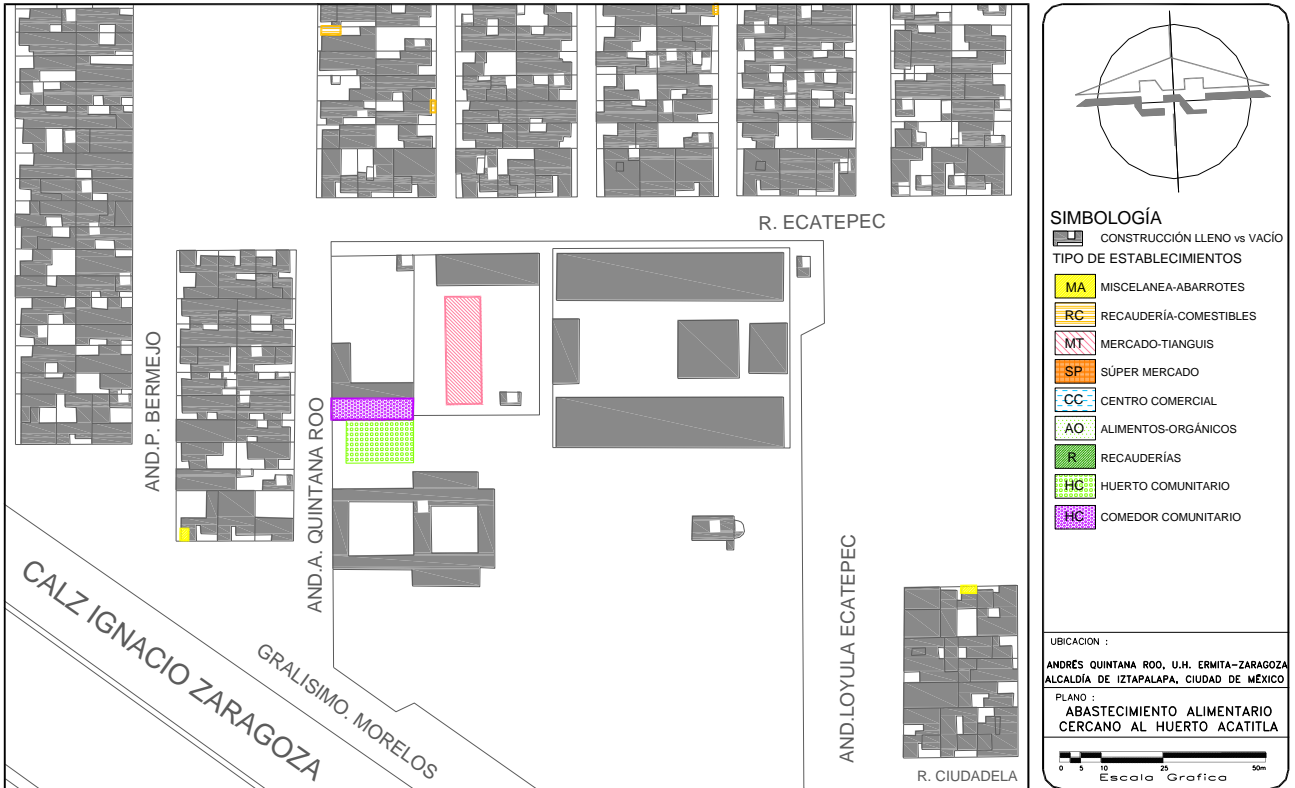 R. ECATEPEC
AND.P. BERMEJO
AND.A. QUINTANA ROO
AND.LOYULA ECATEPEC
CALZ IGNACIO ZARAGOZA
GRALISIMO. MORELOS
R. CIUDADELA
SIMBOLOGÍA
CONSTRUCCIÓN LLENO vs VACÍO
TIPO DE ESTABLECIMIENTOS
MA MISCELANEA-ABARROTES
RC RECAUDERÍA-COMESTIBLES
MT MERCADO-TIANGUIS
SP SÚPER MERCADO
CC CENTRO COMERCIAL
AO ALIMENTOS-ORGÁNICOS
R RECAUDERÍAS
HC HUERTO COMUNITARIO
HC COMEDOR COMUNITARIO
UBICACION :
ANDRÉS QUINTANA ROO, U.H. ERMITA-ZARAGOZA
ALCALDÍA DE IZTAPALAPA, CIUDAD DE MÉXICO
PLANO :
ABASTECIMIENTO ALIMENTARIO
CERCANO AL HUERTO ACATITLA
0 5 10 25 50m
Escala Grafica